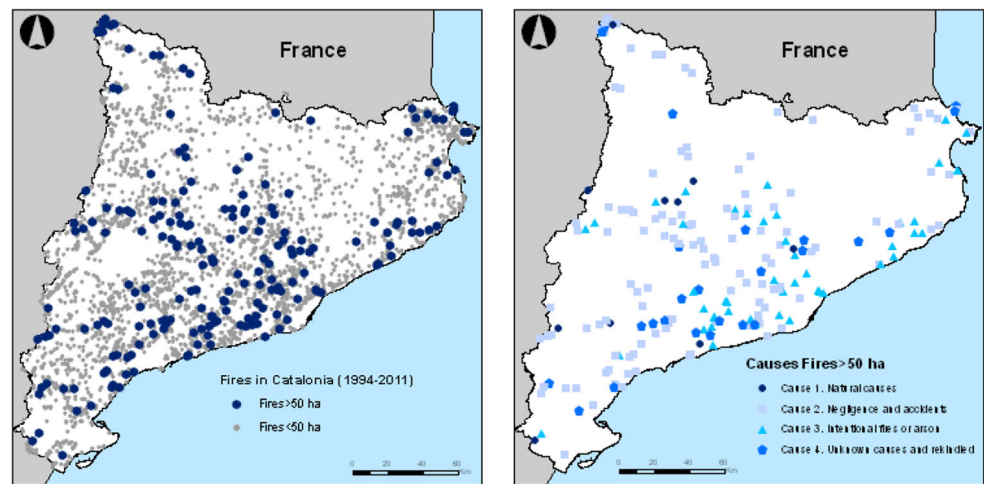 France
Fires in Catalonia (1994-2011)
Fires>50 ha
Fires<50 ha
0 20 40 60
Km
France
Causes Fires>50 ha
Cause 1. Natural causes
Cause 2. Negligence and accidents
Cause 3. Intentional fires or arson
Cause 4. Unknown causes and rekindled
0 20 40 60
Km